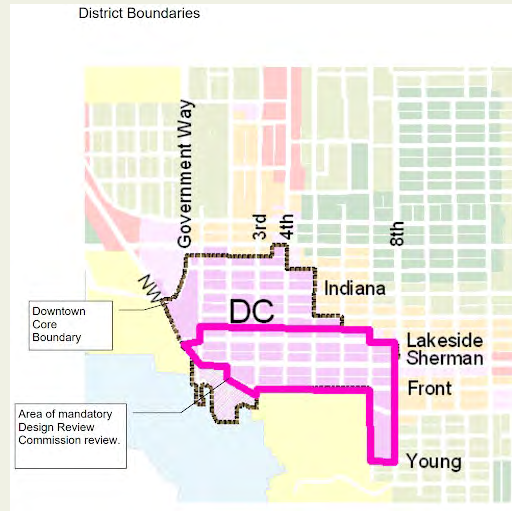 District Boundaries
Government Way
3rd
4th
8th
NW
Indiana
DC
Downtown
Core
Boundary
Lakeside
Sherman
Front
Area of mandatory
Design Review
Commission review.
Young